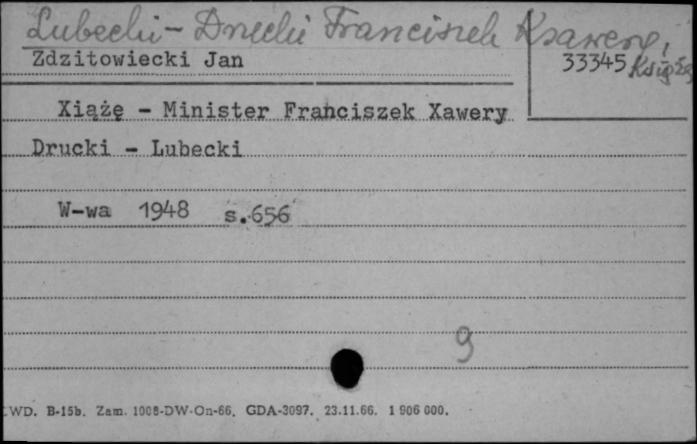 Lubecki - Drucki Franciszek Ksawery,
Książę
Zdzitowiecki Jan
33345
Xiążę - Minister Franciszek Xawery
Drucki - Lubecki
W-wa 1948 s. 656
9
WD. B-15b. Zam. 1008-DW-On-66. GDA-3097. 23.11.66. 1 906 000.